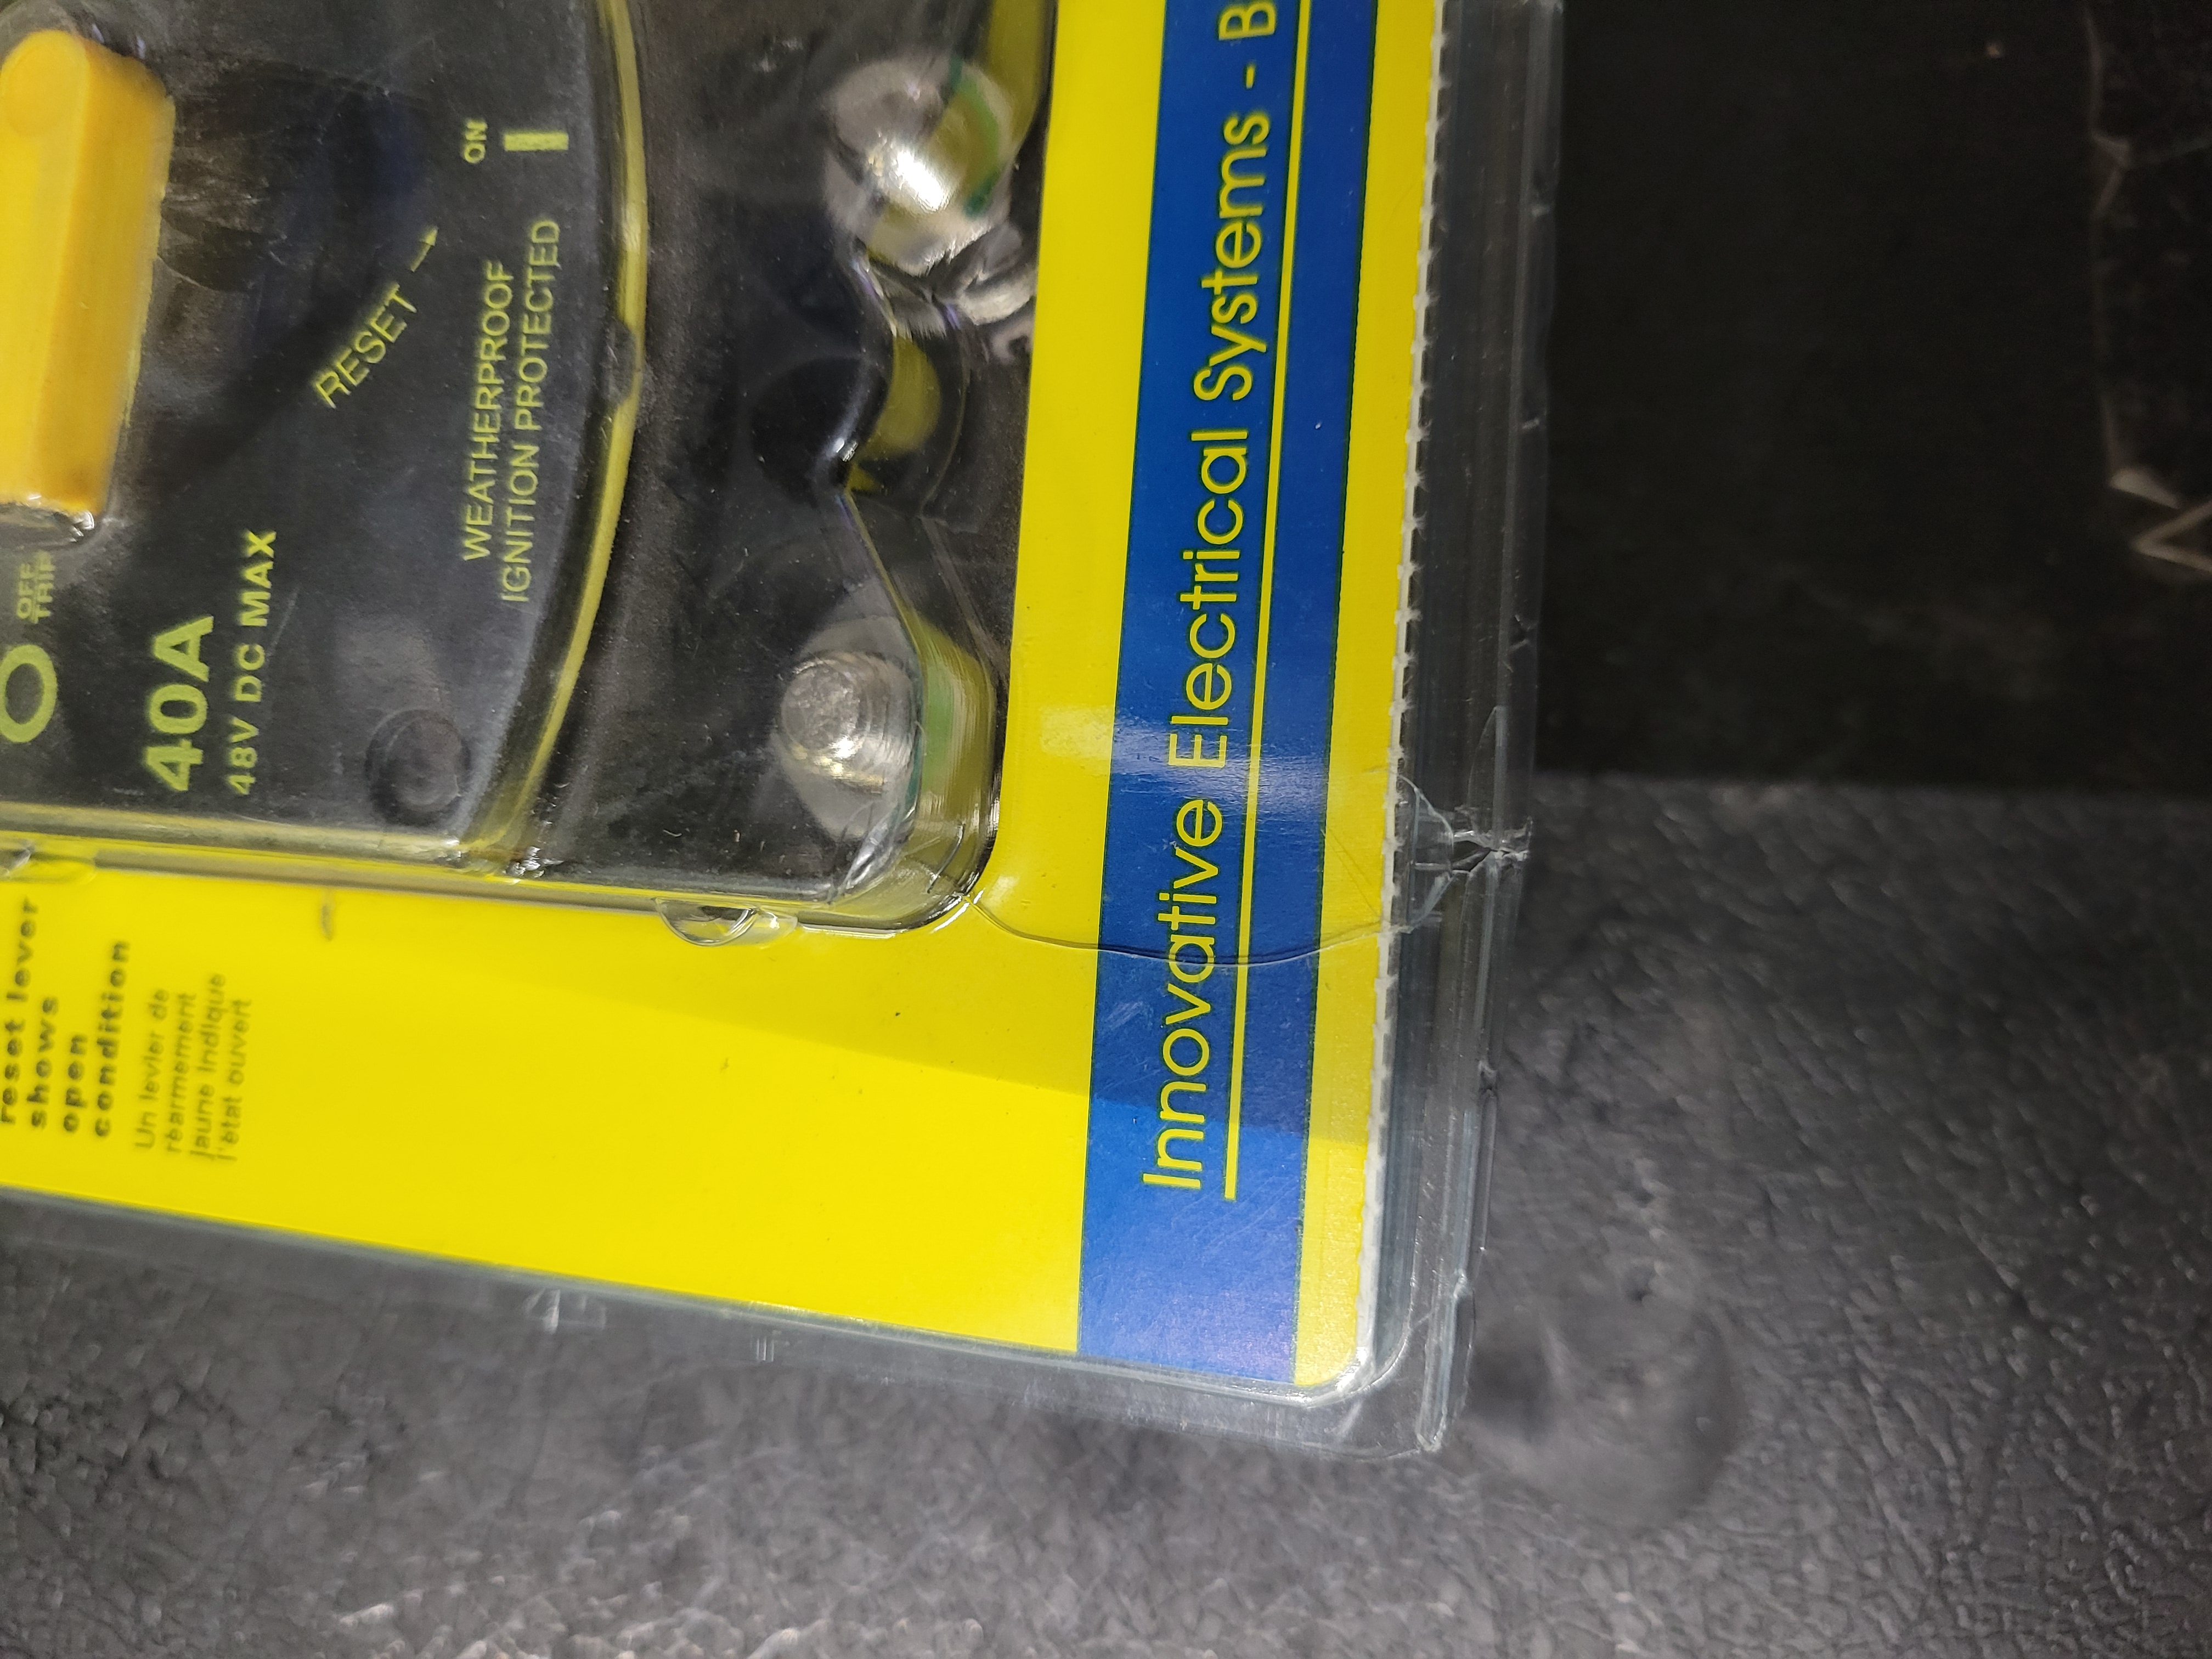 ON
RESET →
WEATHERPROOF
IGNITION PROTECTED
OFF
TRIP
40A
48V DC MAX
reset lever
shows
open
condition
Un levier de
réarmement
jaune indique
l'état ouvert
Innovative Electrical Systems - B